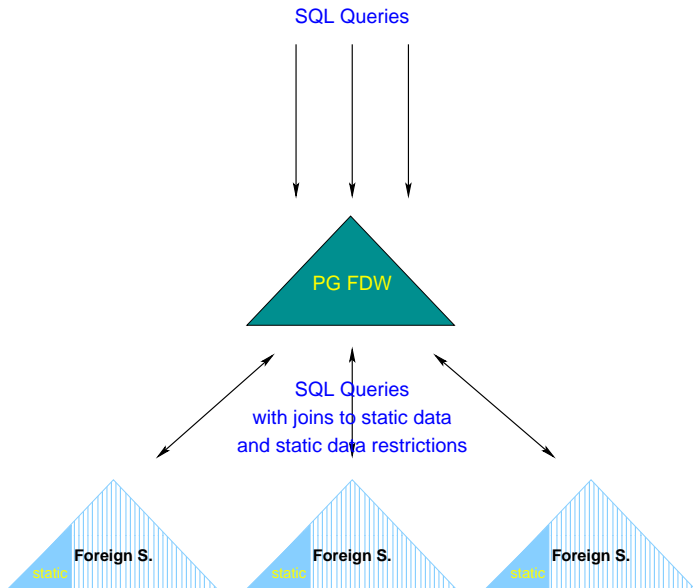 SQL Queries
PG FDW
SQL Queries
with joins to static data
and static data restrictions
Foreign S.
static
Foreign S.
static
Foreign S.
static